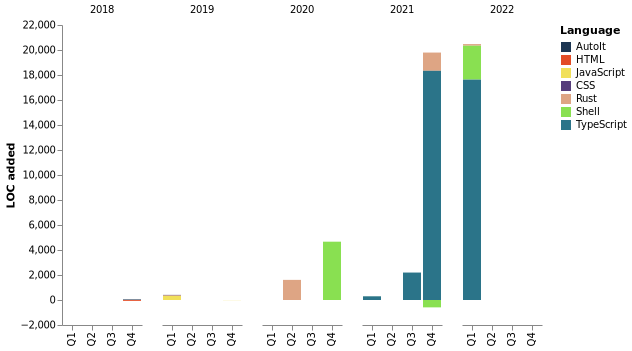 2018 2019 2020 2021 2022
22,000
20,000
18,000
16,000
14,000
12,000
10,000
8,000
6,000
4,000
2,000
0
−2,000
LOC added
Q1 Q2 Q3 Q4 Q1 Q2 Q3 Q4 Q1 Q2 Q3 Q4 Q1 Q2 Q3 Q4 Q1 Q2 Q3 Q4
Language
AutoIt
HTML
JavaScript
CSS
Rust
Shell
TypeScript